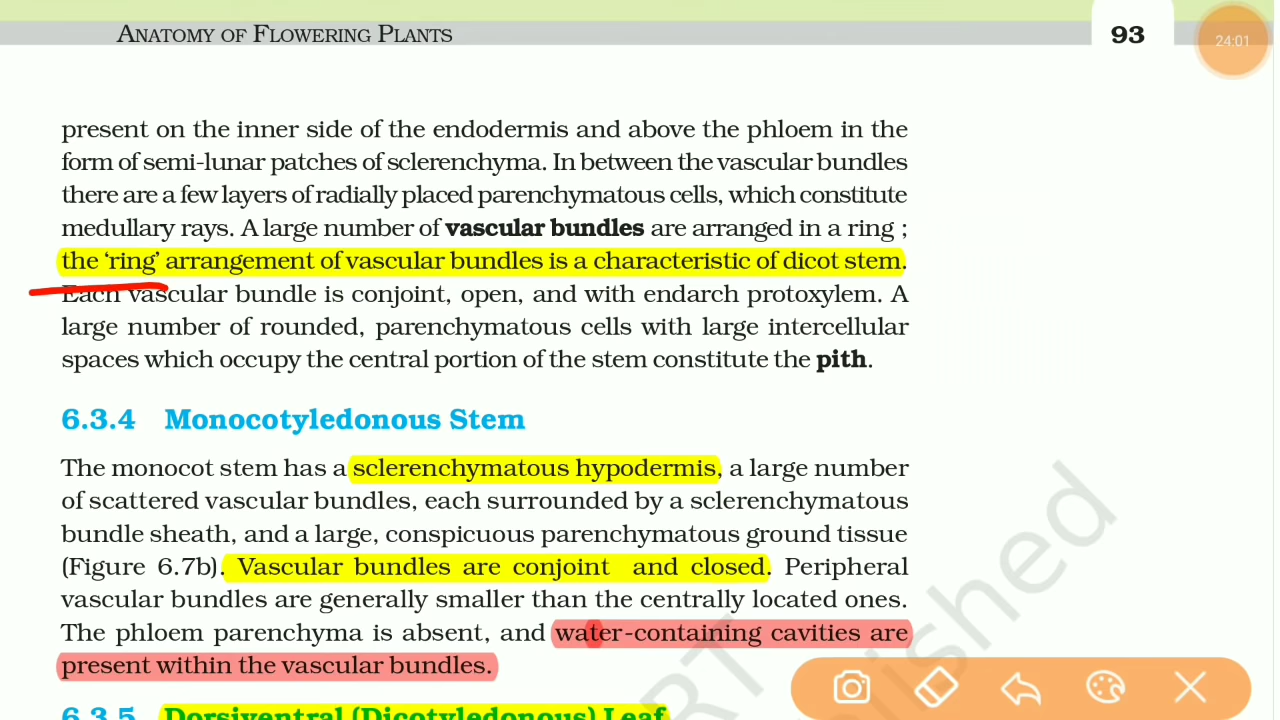 ANATOMY OF FLOWERING PLANTS
93
24:01
present on the inner side of the endodermis and above the phloem in the
form of semi-lunar patches of sclerenchyma. In between the vascular bundles
there are a few layers of radially placed parenchymatous cells, which constitute
medullary rays. A large number of vascular bundles are arranged in a ring ;
the ‘ring’ arrangement of vascular bundles is a characteristic of dicot stem.
Each vascular bundle is conjoint, open, and with endarch protoxylem. A
large number of rounded, parenchymatous cells with large intercellular
spaces which occupy the central portion of the stem constitute the pith.
6.3.4 Monocotyledonous Stem
The monocot stem has a sclerenchymatous hypodermis, a large number
of scattered vascular bundles, each surrounded by a sclerenchymatous
bundle sheath, and a large, conspicuous parenchymatous ground tissue
(Figure 6.7b). Vascular bundles are conjoint and closed. Peripheral
vascular bundles are generally smaller than the centrally located ones.
The phloem parenchyma is absent, and water-containing cavities are
present within the vascular bundles.
6.3.5 Dorsiventral (Dicotyledonous) Leaf